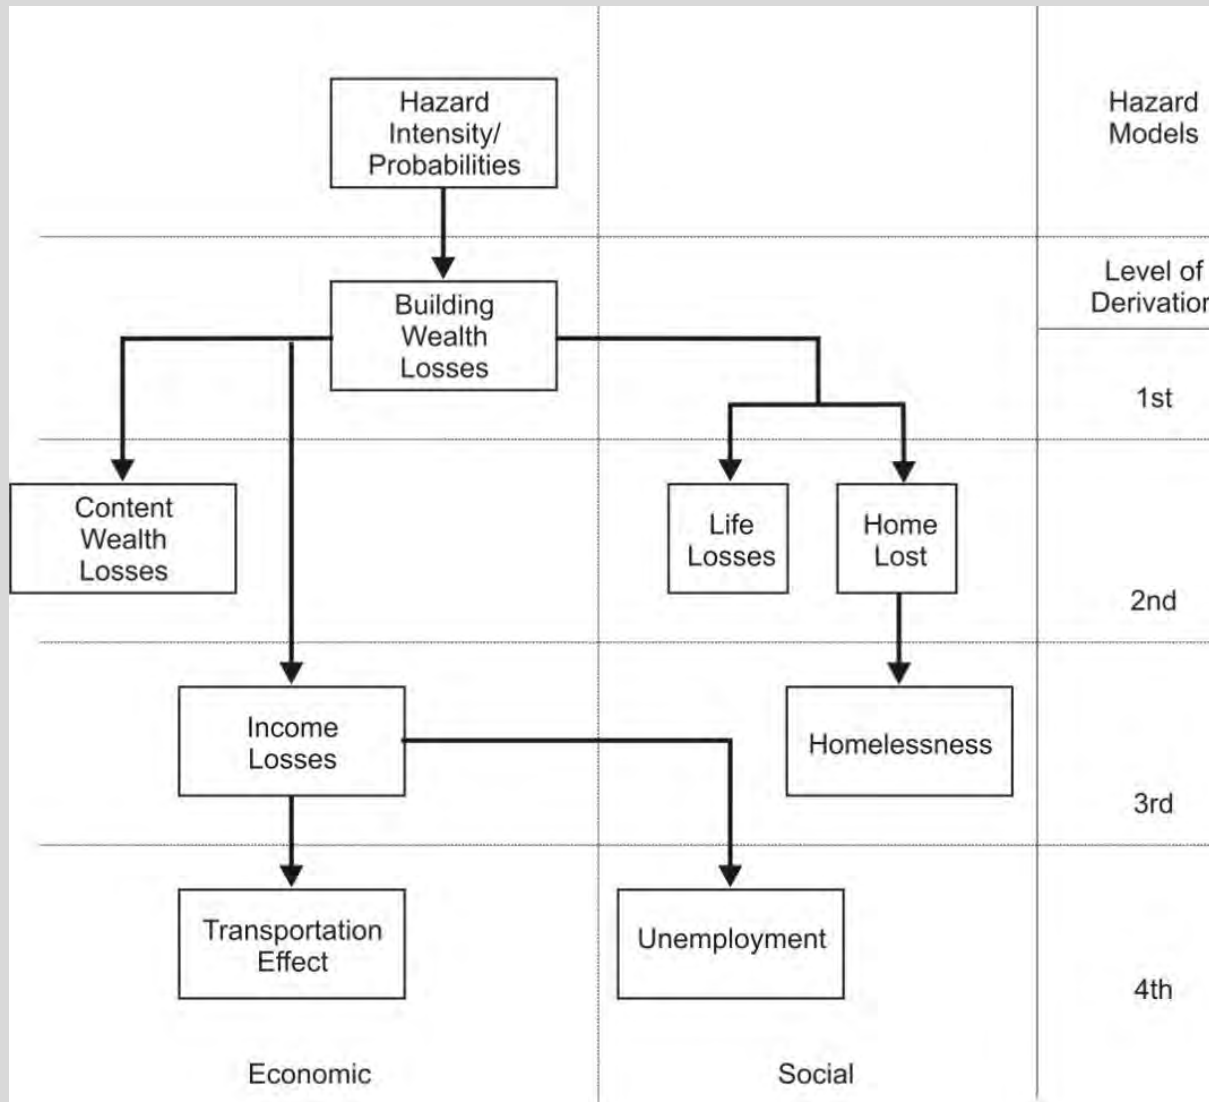 Hazard
Intensity/
Probabilities
Hazard
Models
Building
Wealth
Losses
Level of
Derivation
1st
Content
Wealth
Losses
Life
Losses
Home
Lost
2nd
Income
Losses
Homelessness
3rd
Transportation
Effect
Unemployment
4th
Economic
Social